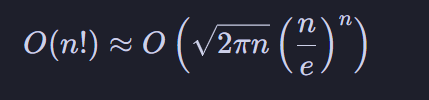 O(n!) ≈ O(√(2πn) (n/e)ⁿ)